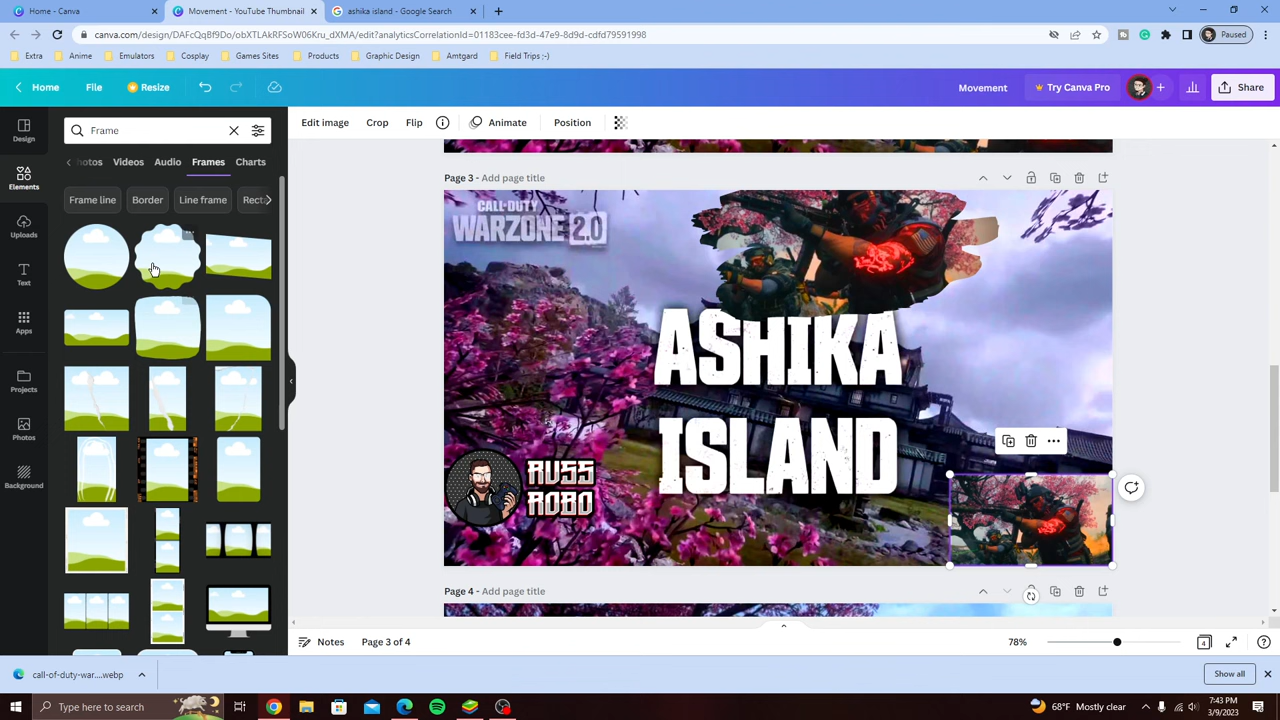 Home - Canva
Movement - YouTube Thumbnail
ashika island - Google Search
canva.com/design/DAFcQqBf9Do/obXTLAkRFSoW06Kru_dXMA/edit?analyticsCorrelationId=01183cee-fd3d-47e9-8d9d-cdfd79591998
Paused
Extra
Anime
Emulators
Cosplay
Games Sites
Products
Graphic Design
Amtgard
Field Trips ;-)
Home
File
Resize
Movement
Try Canva Pro
Share
Design
Elements
Uploads
Text
Apps
Projects
Photos
Background
Frame
hotos
Videos
Audio
Frames
Charts
Frame line
Border
Line frame
Recta
Edit image
Crop
Flip
Animate
Position
Page 3 - Add page title
CALL·DUTY
WARZONE 2.0
ASHIKA
ISLAND
RUSS
ROBO
Page 4 - Add page title
Notes
Page 3 of 4
78%
4
call-of-duty-war....webp
Show all
Type here to search
68°F Mostly clear
7:43 PM
3/9/2023